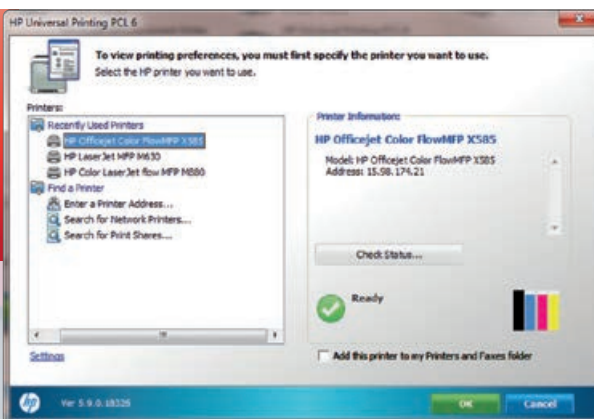 HP Universal Printing PCL 6
To view printing preferences, you must first specify the printer you want to use.
Select the HP printer you want to use.
Printers:
Recently Used Printers
HP Officejet Color FlowMFP X585
HP LaserJet MFP M630
HP Color LaserJet flow MFP M880
Find a Printer
Enter a Printer Address...
Search for Network Printers...
Search for Print Shares...
Settings
Printer Information:
HP Officejet Color FlowMFP X585
Model: HP Officejet Color FlowMFP X585
Address: 15.98.174.21
Check Status...
Ready
Add this printer to my Printers and Faxes folder
hp
Ver 5.9.0.18326
OK
Cancel